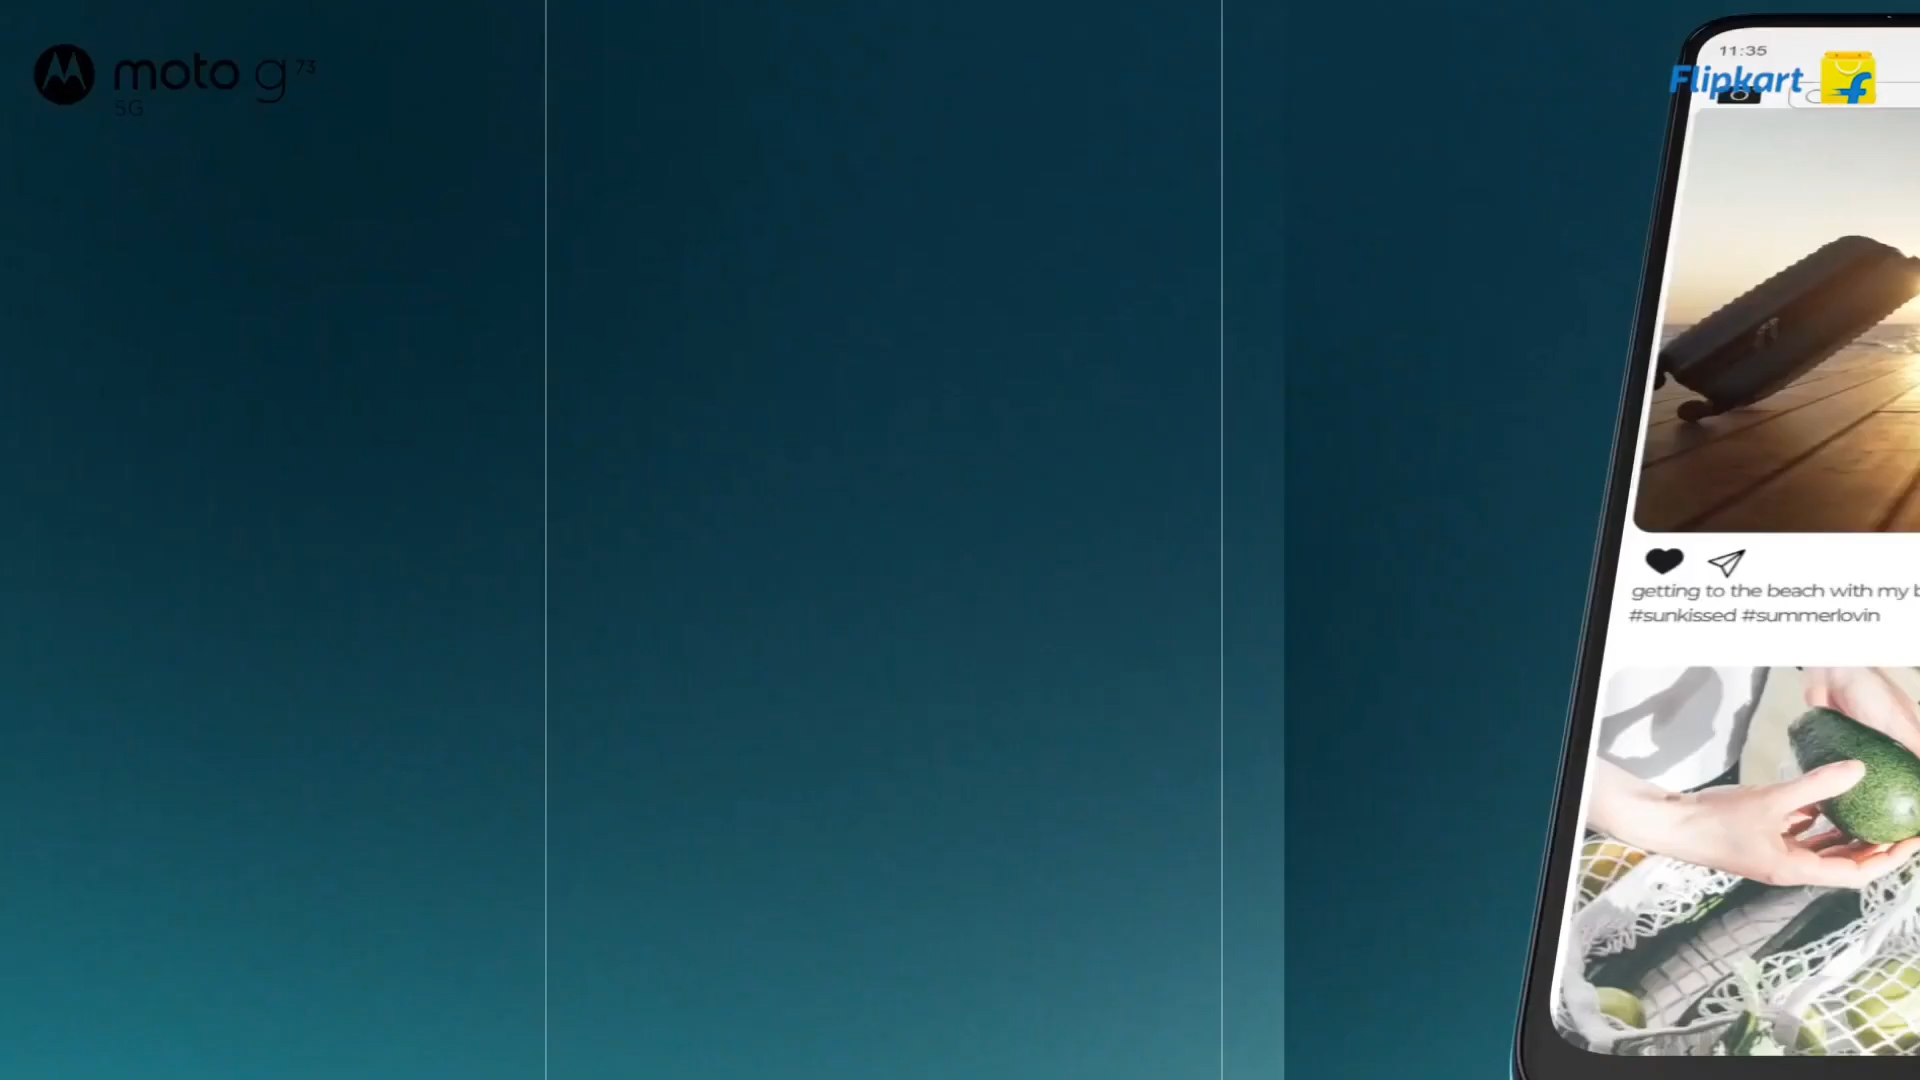 moto g73
5G
11:35
Flipkart
getting to the beach with my
#sunkissed #summerlovin